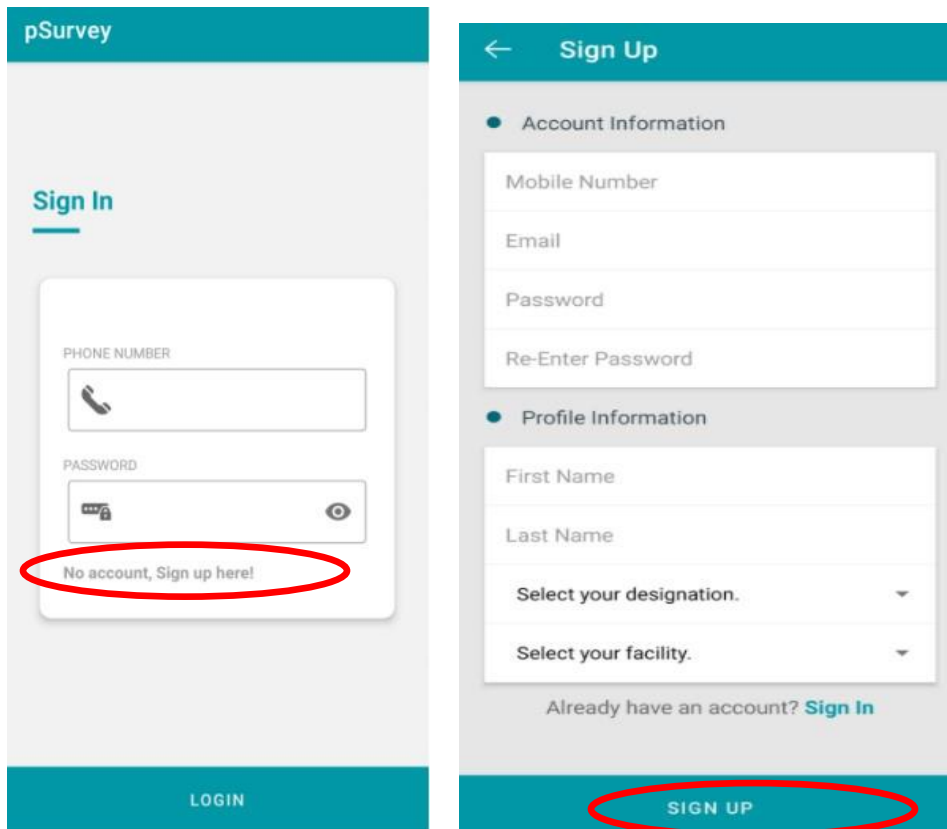 pSurvey
Sign In
PHONE NUMBER
PASSWORD
No account, Sign up here!
LOGIN
Sign Up
Account Information
Mobile Number
Email
Password
Re-Enter Password
Profile Information
First Name
Last Name
Select your designation.
Select your facility.
Already have an account? Sign In
SIGN UP